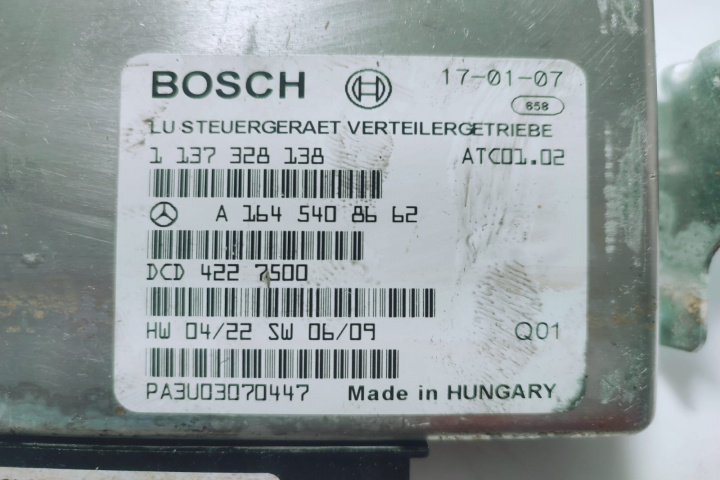 BOSCH 17-01-07
858
LU STEUERGERAET VERTEILERGETRIEBE
1 137 328 138 ATC01.02
A 164 540 86 62
DCD 422 7500
HW 04/22 SW 06/09 Q01
PA3U03070447 Made in HUNGARY